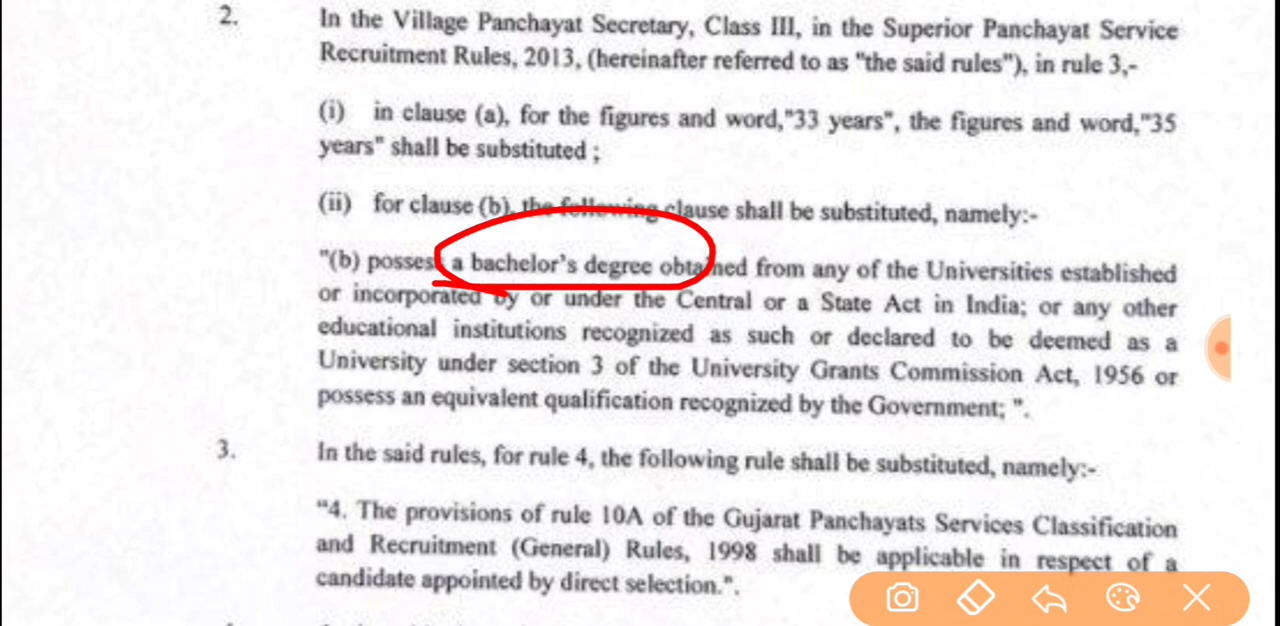 2. In the Village Panchayat Secretary, Class III, in the Superior Panchayat Service
Recruitment Rules, 2013, (hereinafter referred to as "the said rules"), in rule 3,-
(i) in clause (a), for the figures and word,"33 years", the figures and word,"35
years" shall be substituted ;
(ii) for clause (b), the following clause shall be substituted, namely:-
"(b) possess a bachelor's degree obtained from any of the Universities established
or incorporated by or under the Central or a State Act in India; or any other
educational institutions recognized as such or declared to be deemed as a
University under section 3 of the University Grants Commission Act, 1956 or
possess an equivalent qualification recognized by the Government; ".
3. In the said rules, for rule 4, the following rule shall be substituted, namely:-
"4. The provisions of rule 10A of the Gujarat Panchayats Services Classification
and Recruitment (General) Rules, 1998 shall be applicable in respect of a
candidate appointed by direct selection.".